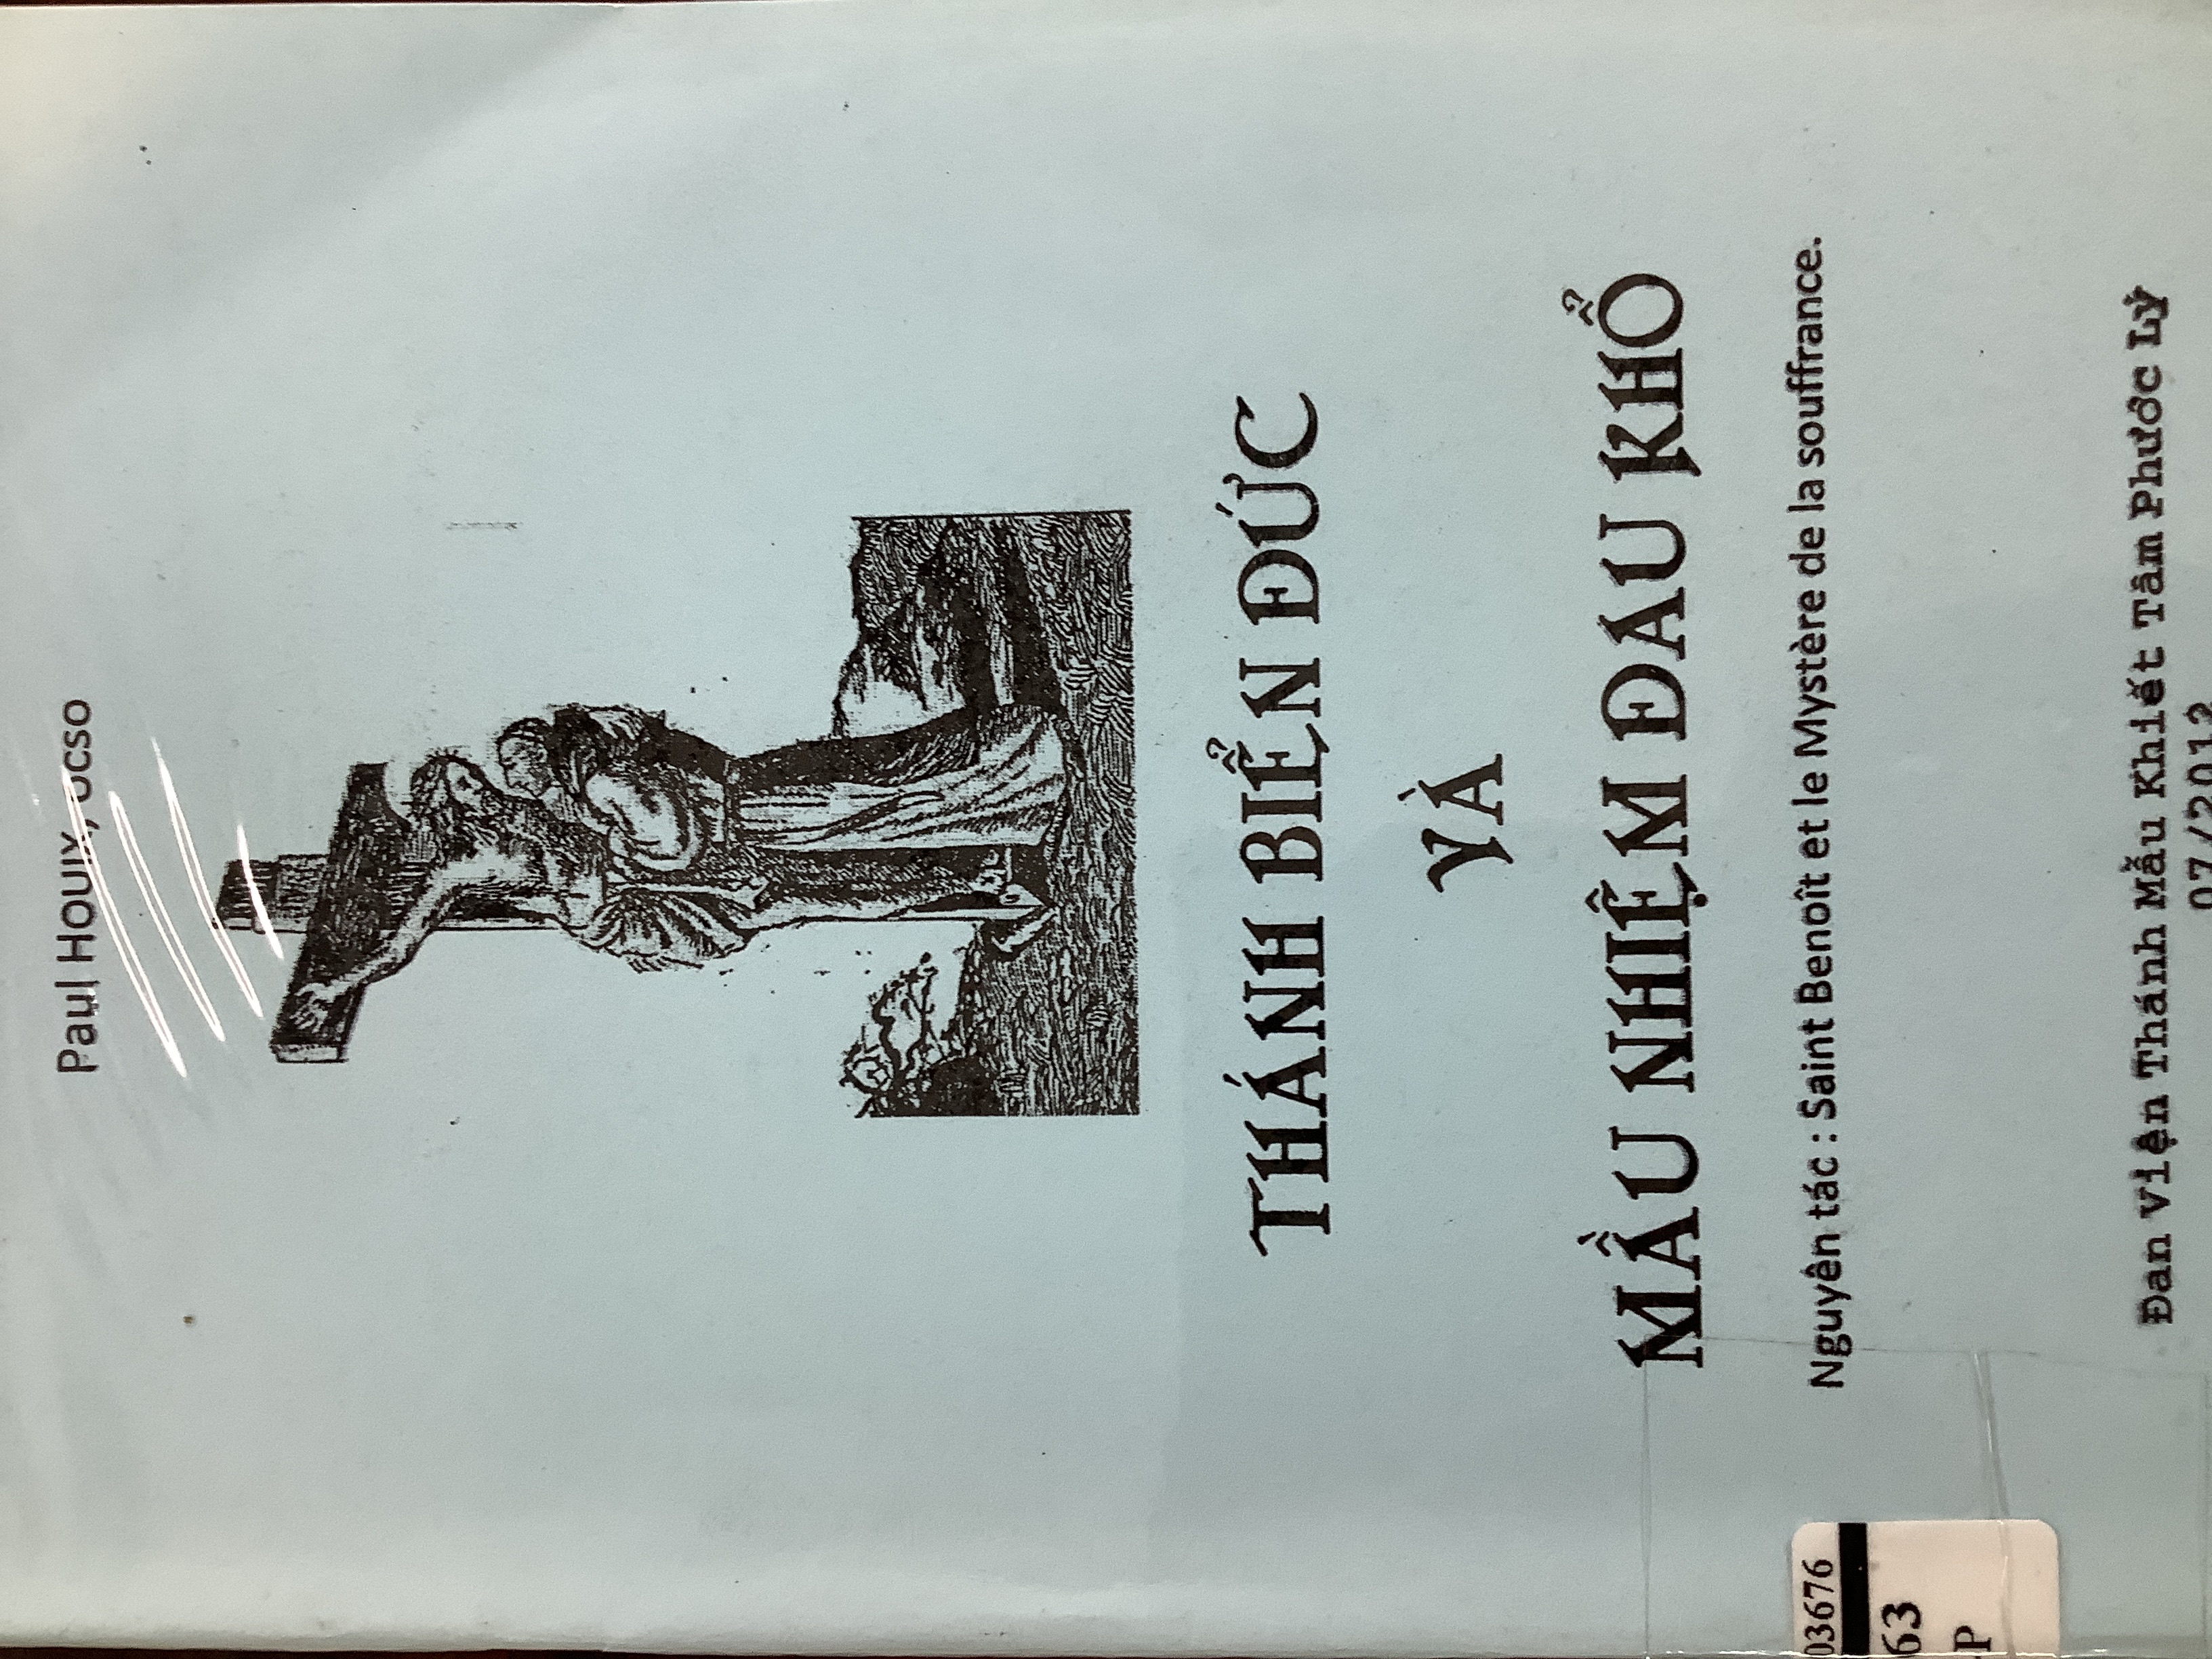 Paul HOUIX, ocso
THÁNH BIỂN ĐỨC
VÀ
MẦU NHIỆM ĐAU KHỔ
Nguyên tác : Saint Benoît et le Mystère de la souffrance.
Đan viện Thánh Mẫu Khiết Tâm Phước Lý
07/2012
03676
63
P